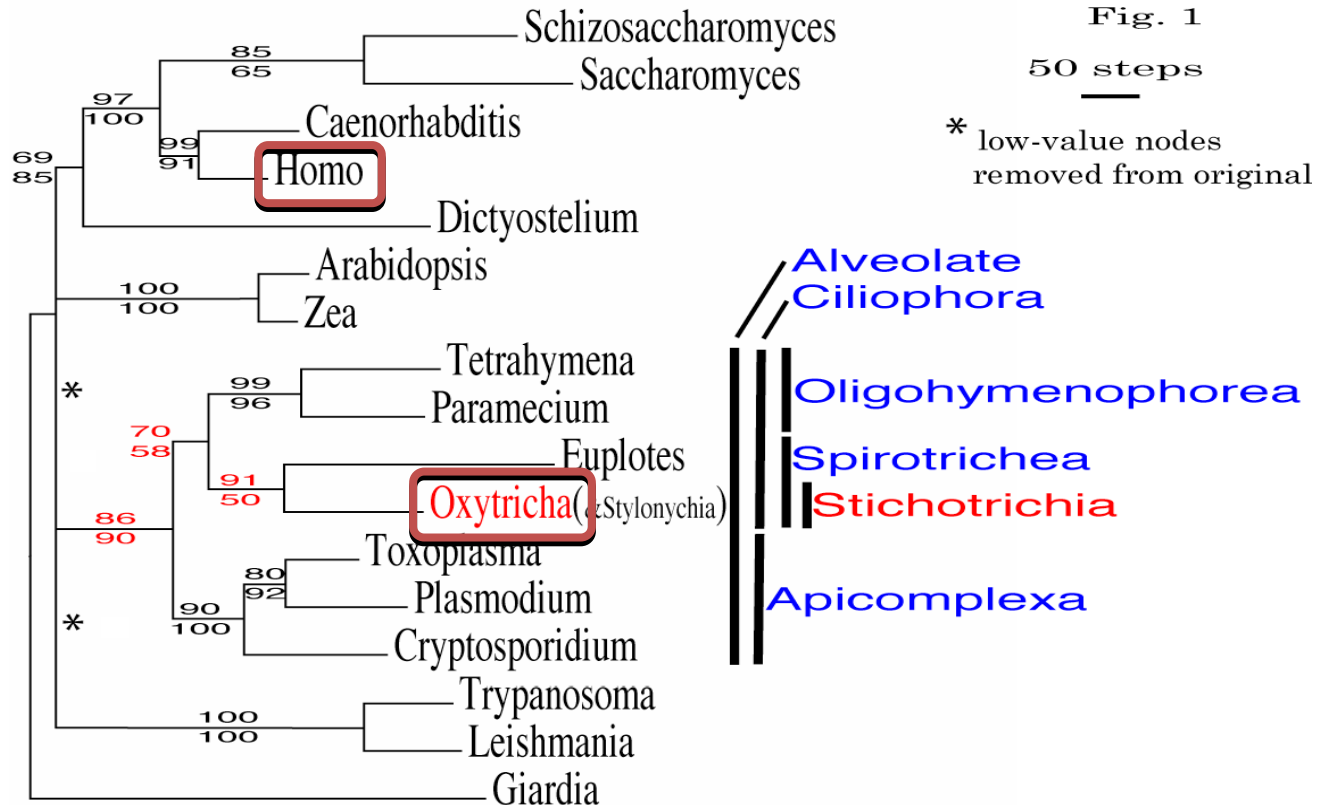 Fig. 1
50 steps
* low-value nodes
removed from original
Schizosaccharomyces
85
65
Saccharomyces
97
100
Caenorhabditis
99
91
Homo
69
85
Dictyostelium
Arabidopsis
100
100
Zea
Alveolate
Ciliophora
Tetrahymena
99
96
*
Paramecium
Oligohymenophorea
70
58
Euplotes
Spirotrichea
91
50
Oxytricha(&Stylonychia)
Stichotrichia
86
90
Toxoplasma
80
92
Plasmodium
Apicomplexa
90
100
*
Cryptosporidium
Trypanosoma
100
100
Leishmania
Giardia